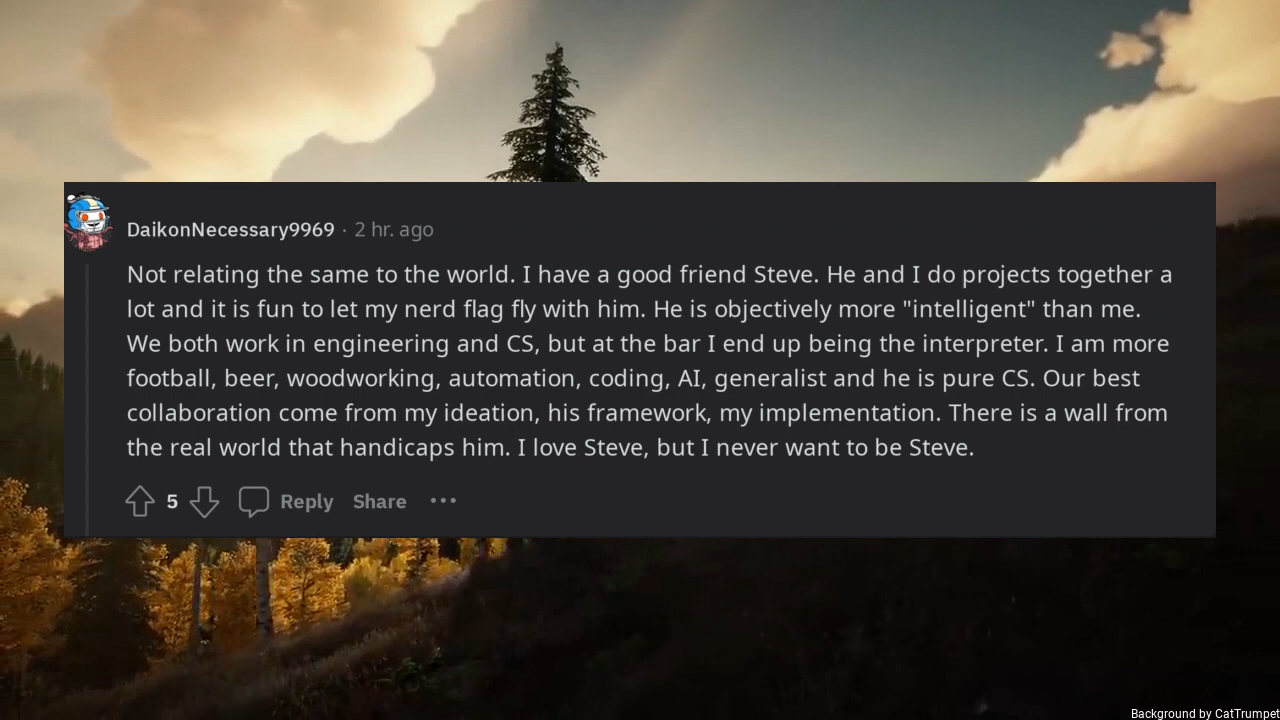 DaikonNecessary9969 · 2 hr. ago
Not relating the same to the world. I have a good friend Steve. He and I do projects together a
lot and it is fun to let my nerd flag fly with him. He is objectively more "intelligent" than me.
We both work in engineering and CS, but at the bar I end up being the interpreter. I am more
football, beer, woodworking, automation, coding, AI, generalist and he is pure CS. Our best
collaboration come from my ideation, his framework, my implementation. There is a wall from
the real world that handicaps him. I love Steve, but I never want to be Steve.
5 Reply Share •••
Background by CatTrumpet